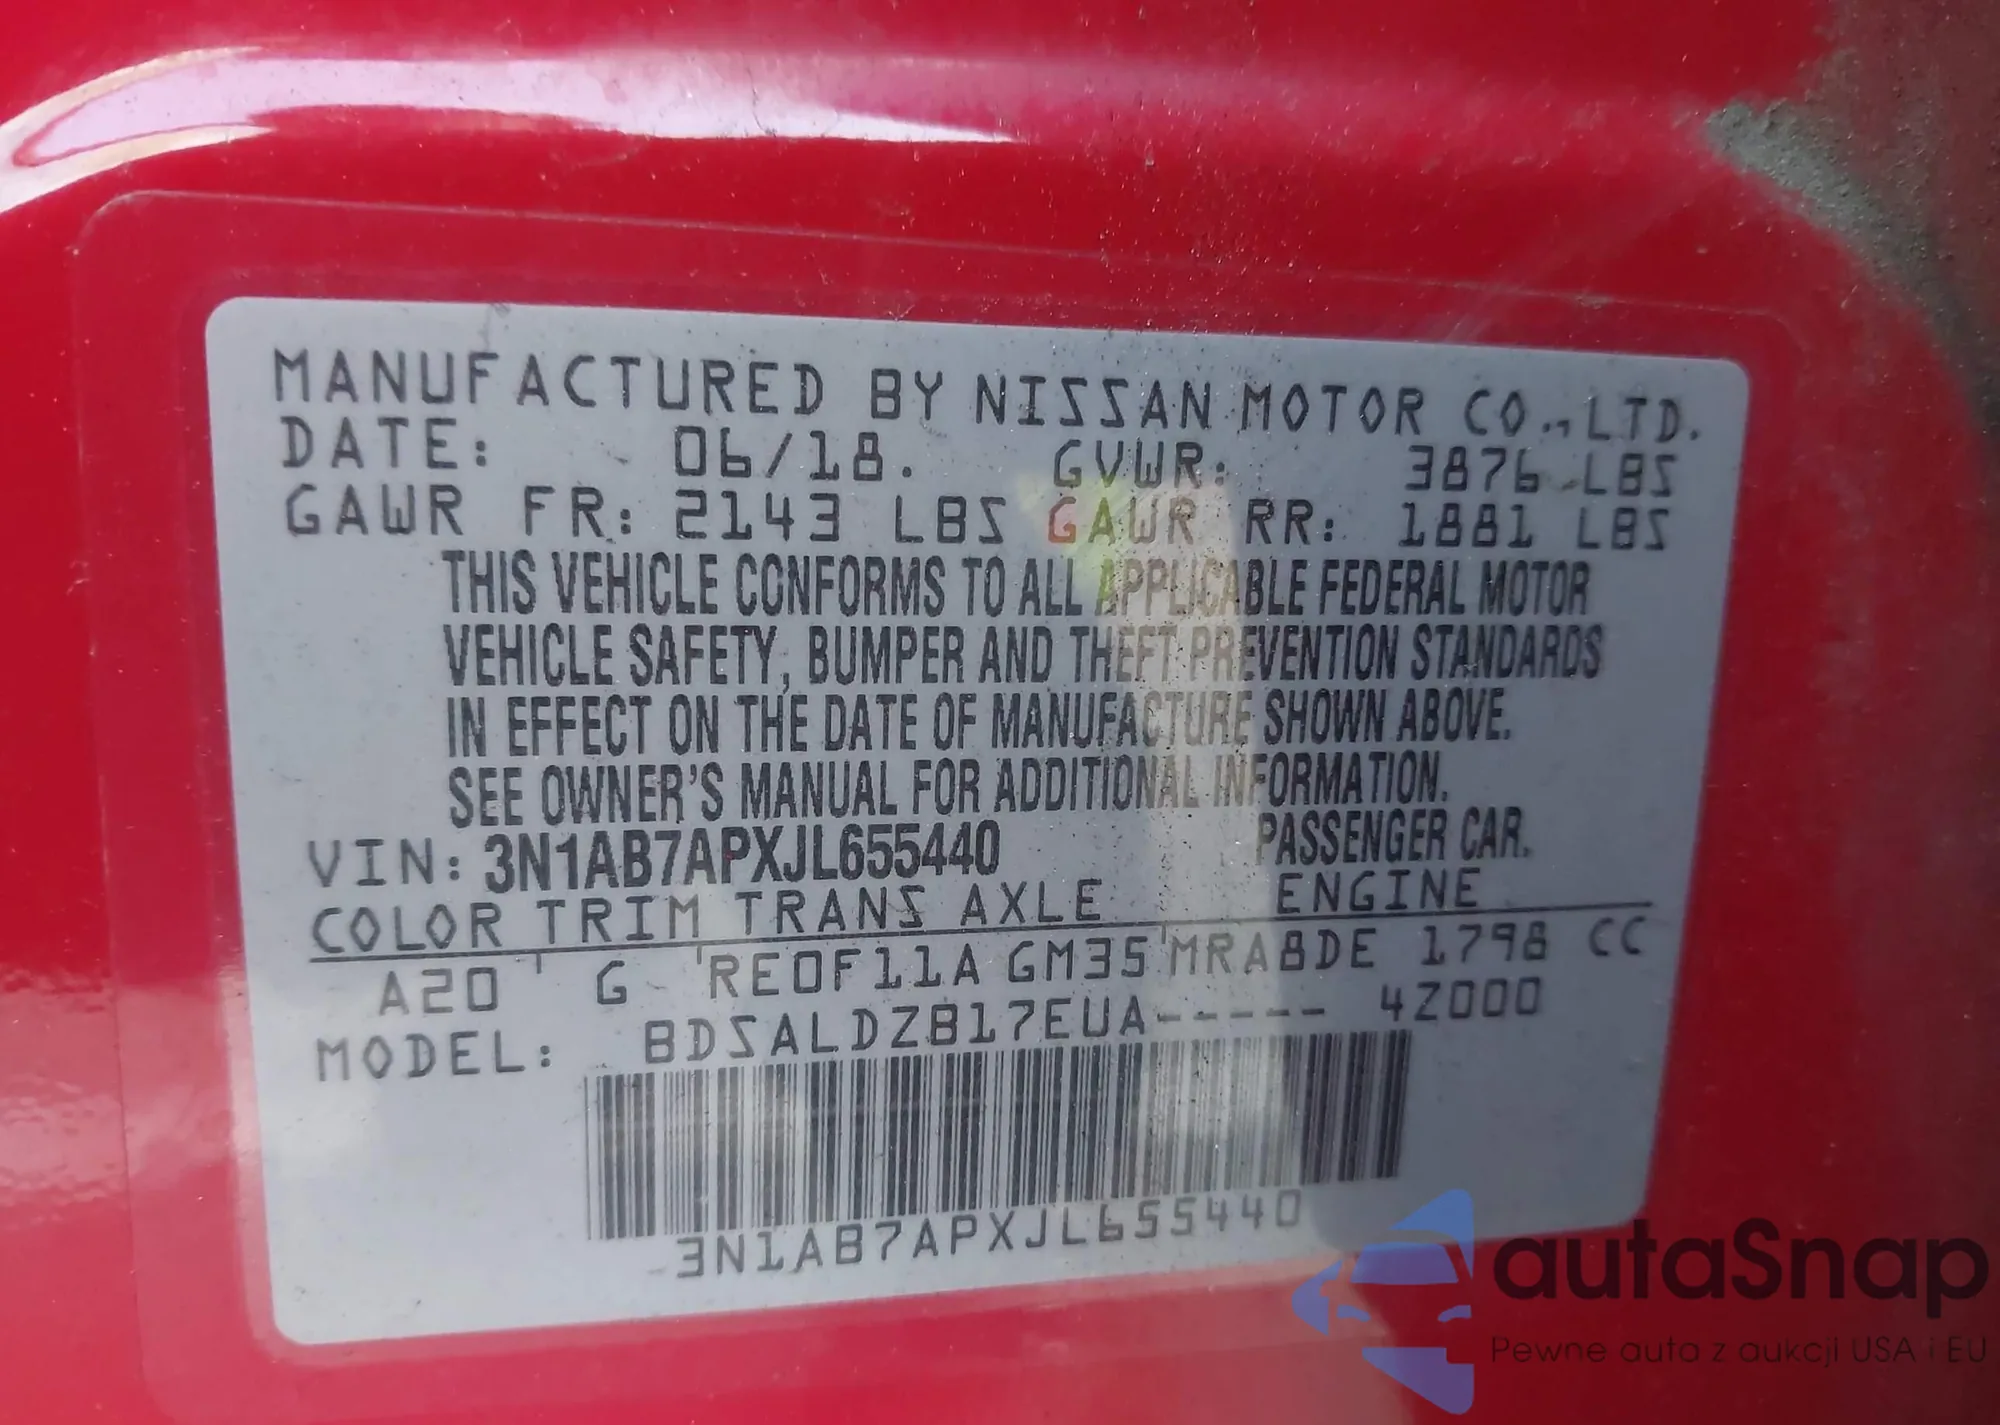 MANUFACTURED BY NISSAN MOTOR CO., LTD.
DATE: 06/18. GVWR: 3876 LBS
GAWR FR: 2143 LBS GAWR RR: 1881 LBS
THIS VEHICLE CONFORMS TO ALL APPLICABLE FEDERAL MOTOR
VEHICLE SAFETY, BUMPER AND THEFT PREVENTION STANDARDS
IN EFFECT ON THE DATE OF MANUFACTURE SHOWN ABOVE.
SEE OWNER'S MANUAL FOR ADDITIONAL INFORMATION.
VIN: 3N1AB7APXJL655440 PASSENGER CAR.
COLOR TRIM TRANS AXLE ENGINE
A20 G RE0F11A GM35 MRA8DE 1798 CC
MODEL: BDSALDZB17EUA----- 4Z000
3N1AB7APXJL655440
autaSnap
Pewne auta z aukcji USA i EU